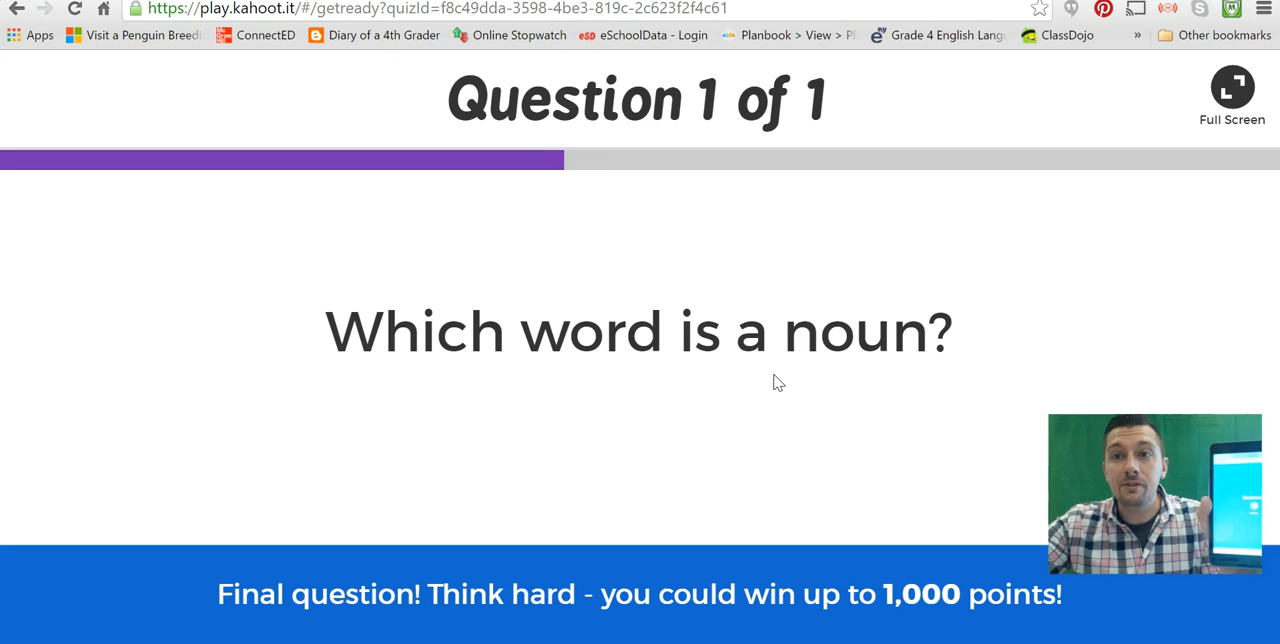 https://play.kahoot.it/#/getready?quizId=f8c49dda-3598-4be3-819c-2c623f2f4c61
Apps Visit a Penguin Breedi ConnectED Diary of a 4th Grader Online Stopwatch esp eSchoolData - Login Planbook > View > Pl Grade 4 English Langu ClassDojo » Other bookmarks
Question 1 of 1
Full Screen
Which word is a noun?
Final question! Think hard - you could win up to 1,000 points!